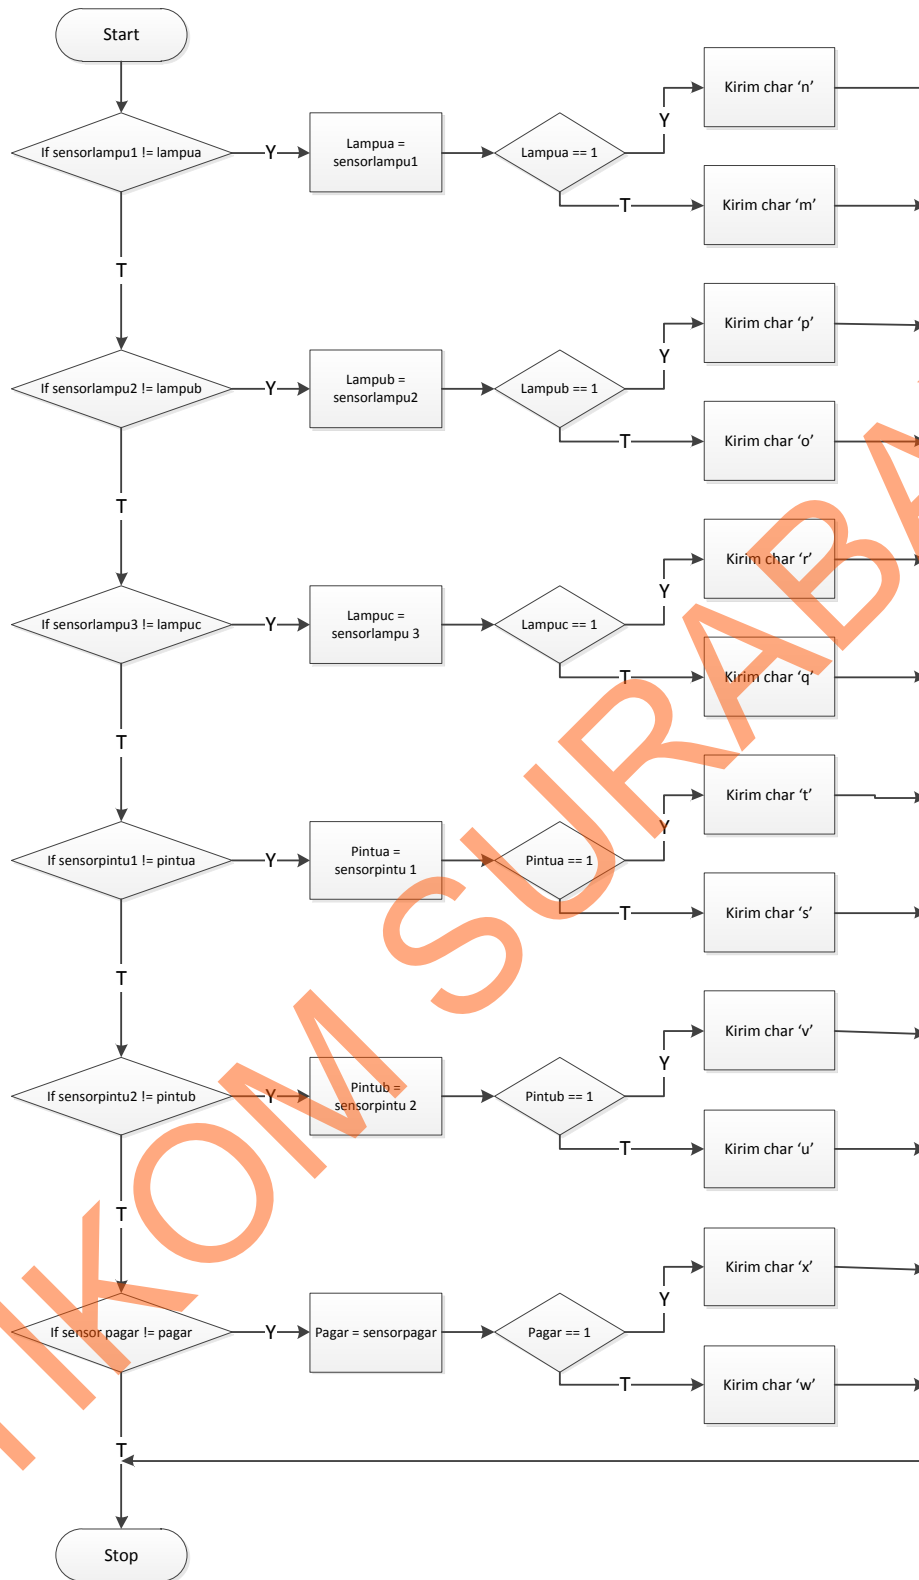 Start
If sensorlampu1 != lampua
Y
Lampua =
sensorlampu1
Lampua == 1
Y
Kirim char ‘n’
T
Kirim char ‘m’
T
If sensorlampu2 != lampub
Y
Lampub =
sensorlampu2
Lampub == 1
Y
Kirim char ‘p’
T
Kirim char ‘o’
T
If sensorlampu3 != lampuc
Y
Lampuc =
sensorlampu 3
Lampuc == 1
Y
Kirim char ‘r’
T
Kirim char ‘q’
T
If sensorpintu1 != pintua
Y
Pintua =
sensorpintu 1
Pintua == 1
Y
Kirim char ‘t’
T
Kirim char ‘s’
T
If sensorpintu2 != pintub
Y
Pintub =
sensorpintu 2
Pintub == 1
Y
Kirim char ‘v’
T
Kirim char ‘u’
T
If sensor pagar != pagar
Y
Pagar = sensorpagar
Pagar == 1
Y
Kirim char ‘x’
T
Kirim char ‘w’
T
Stop